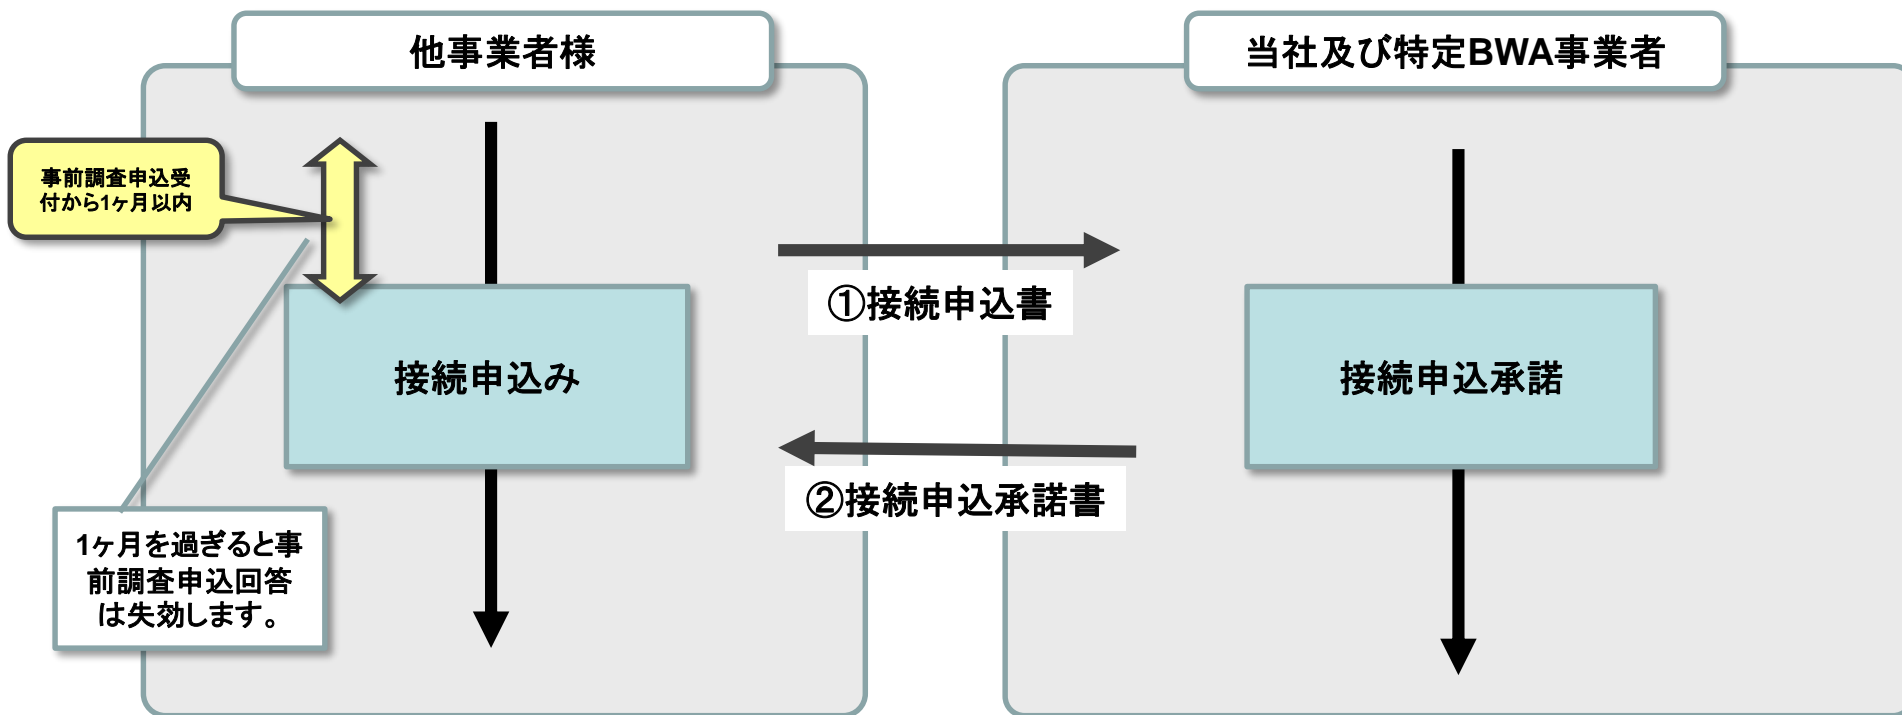 他事業者様
当社及び特定BWA事業者
事前調査申込受
付から1ヶ月以内
①接続申込書
接続申込み
接続申込承諾
②接続申込承諾書
1ヶ月を過ぎると事
前調査申込回答
は失効します。